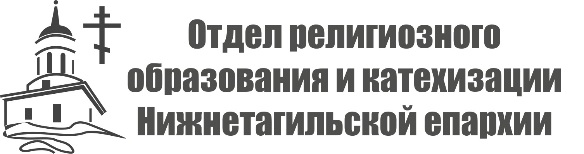 Отдел религиозного
образования и катехизации
Нижнетагильской епархии